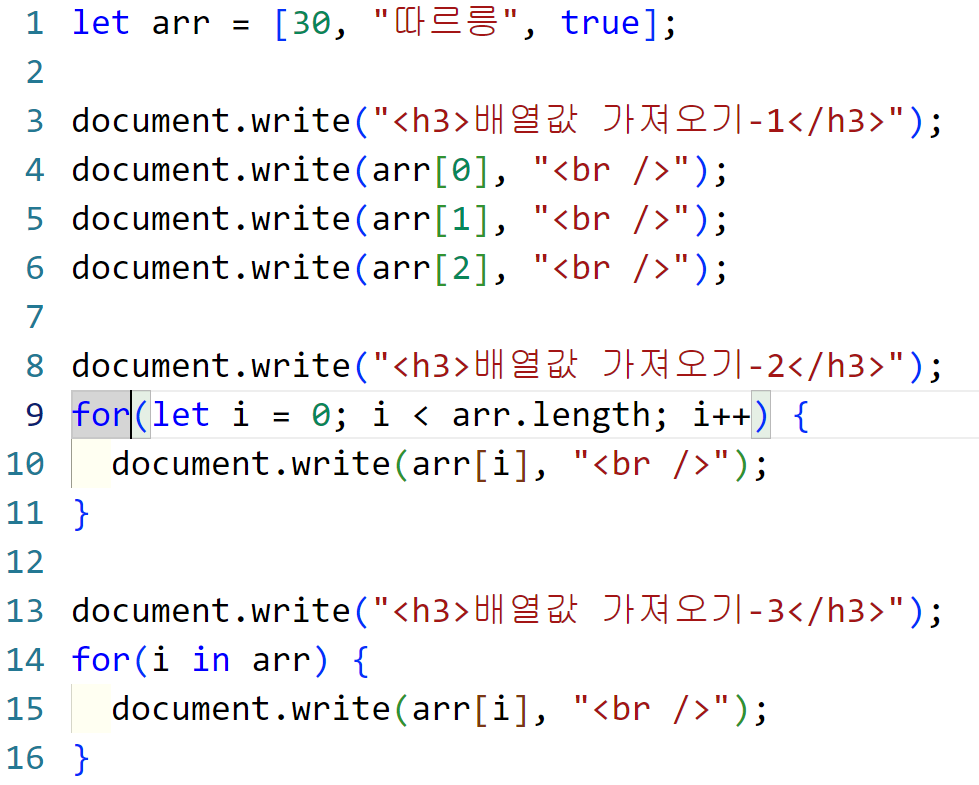 1 let arr = [30, "따르릉", true];
2
3 document.write("<h3>배열값 가져오기-1</h3>");
4 document.write(arr[0], "<br />");
5 document.write(arr[1], "<br />");
6 document.write(arr[2], "<br />");
7
8 document.write("<h3>배열값 가져오기-2</h3>");
9 for(let i = 0; i < arr.length; i++) {
10   document.write(arr[i], "<br />");
11 }
12
13 document.write("<h3>배열값 가져오기-3</h3>");
14 for(i in arr) {
15   document.write(arr[i], "<br />");
16 }